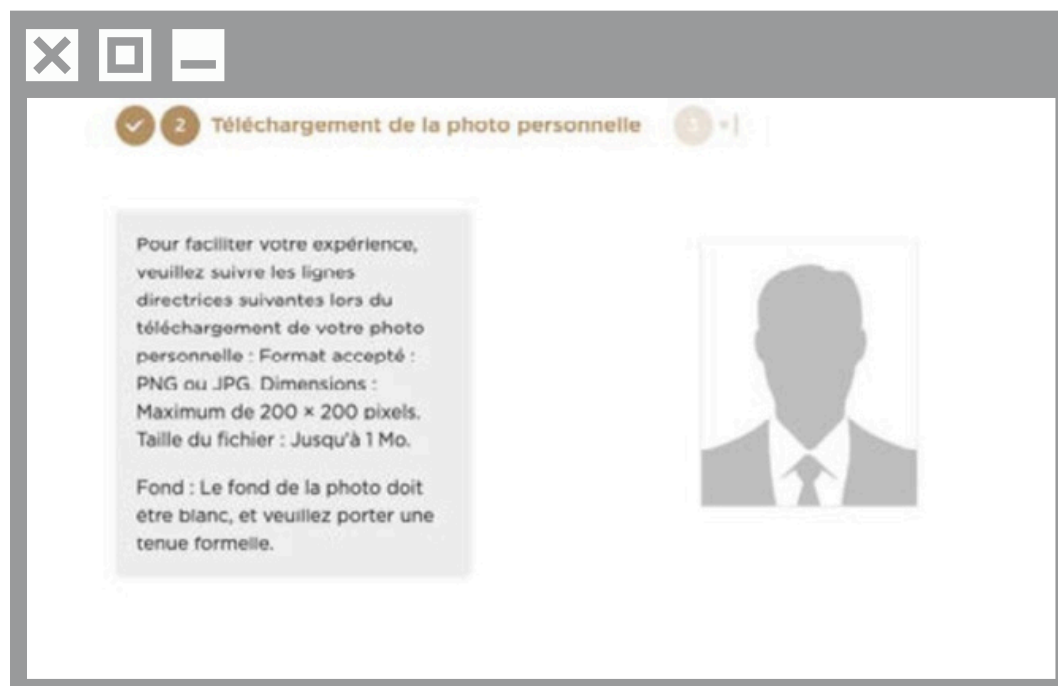 2 Téléchargement de la photo personnelle 3
Pour faciliter votre expérience,
veuillez suivre les lignes
directrices suivantes lors du
téléchargement de votre photo
personnelle : Format accepté :
PNG ou JPG. Dimensions :
Maximum de 200 × 200 pixels.
Taille du fichier : Jusqu'à 1 Mo.
Fond : Le fond de la photo doit
être blanc, et veuillez porter une
tenue formelle.